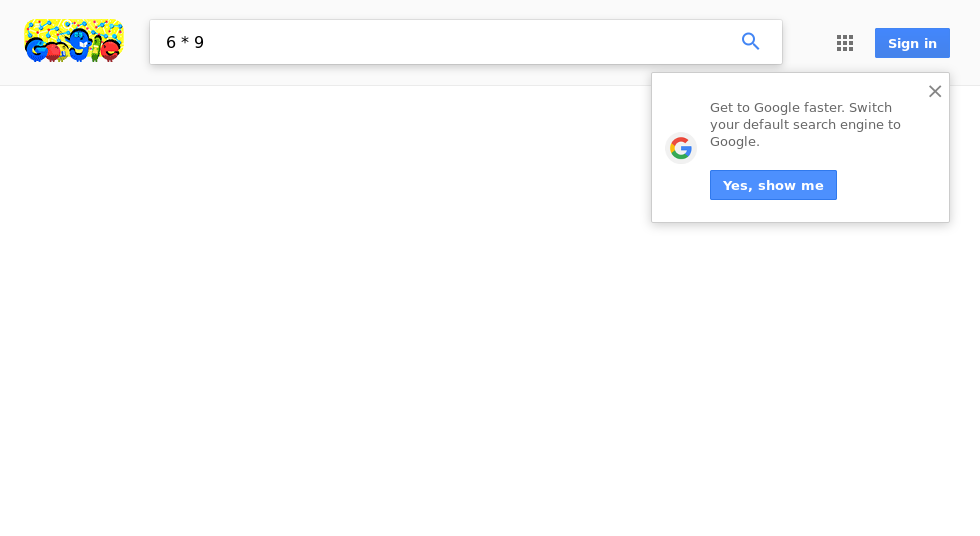 6 * 9
Sign in
Get to Google faster. Switch
your default search engine to
Google.
Yes, show me